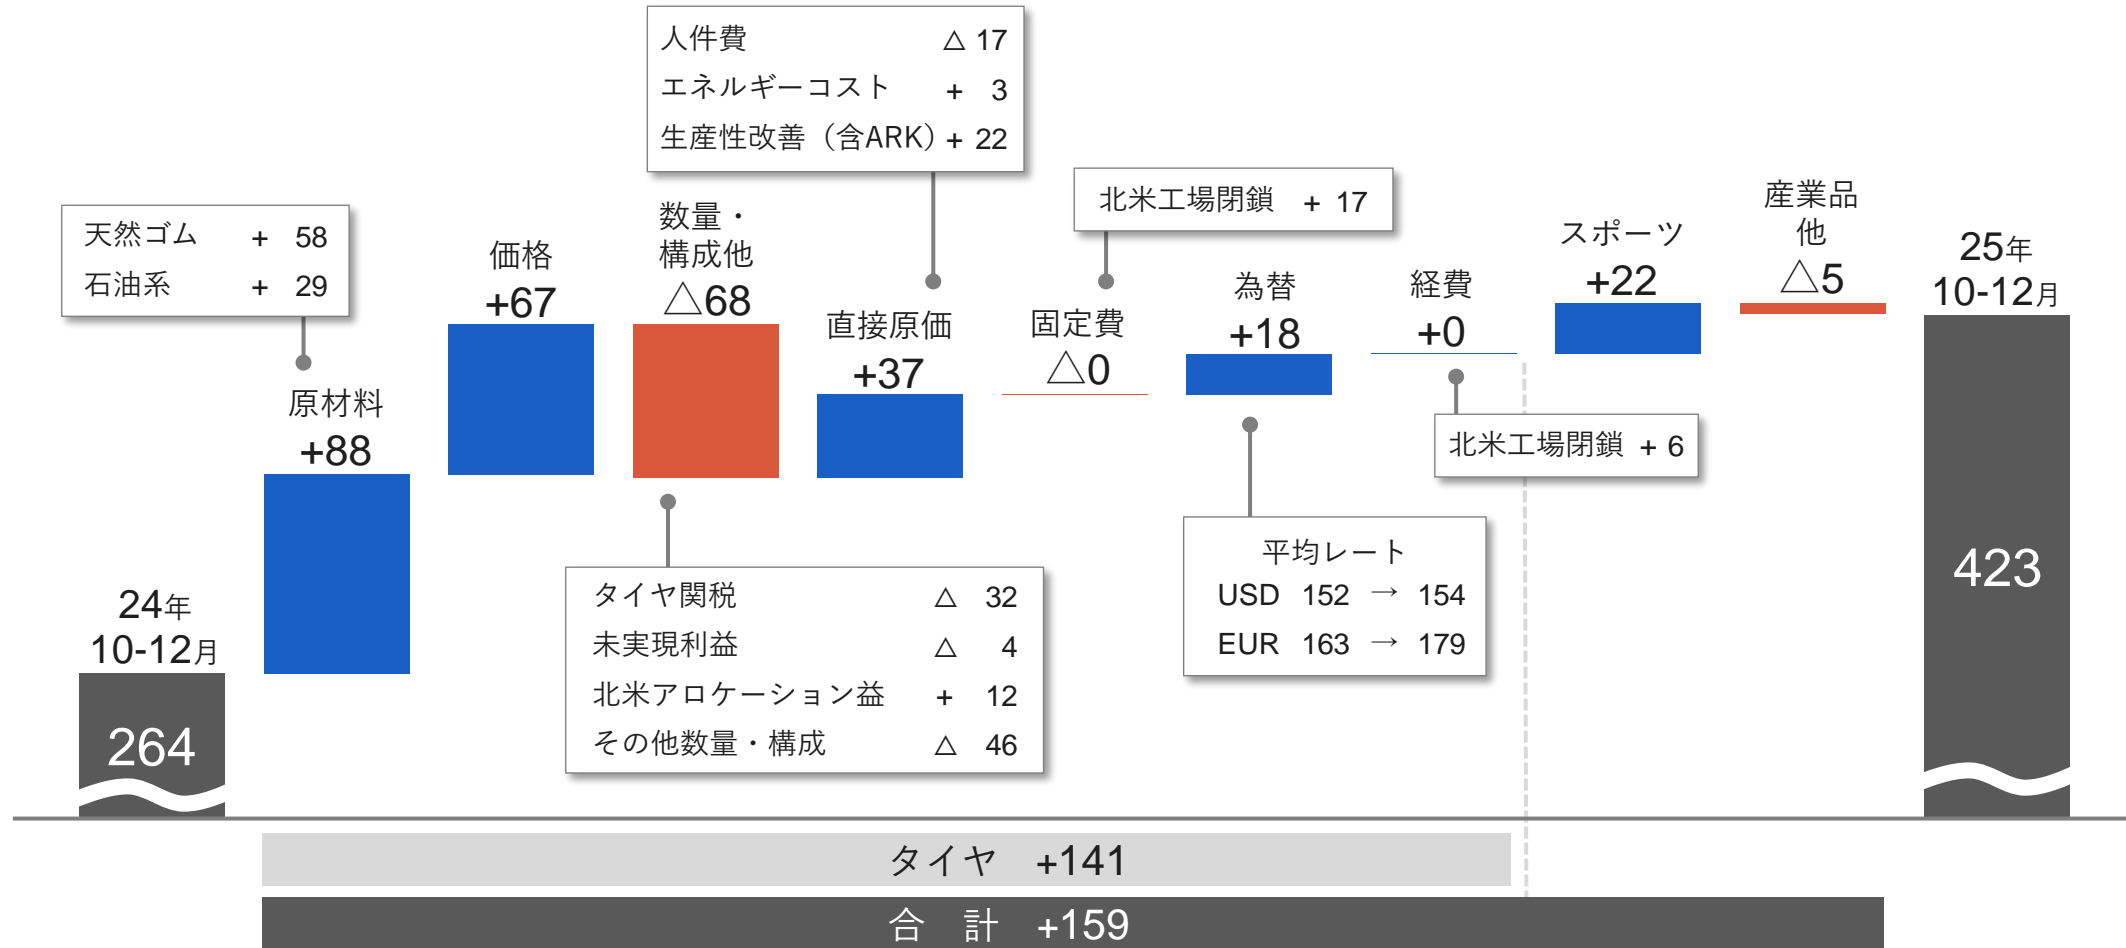 人件費 △ 17
エネルギーコスト + 3
生産性改善（含ARK） + 22
天然ゴム + 58
石油系 + 29
北米工場閉鎖 + 17
24年
10-12月
264
原材料
+88
価格
+67
数量・
構成他
△68
直接原価
+37
固定費
△0
為替
+18
経費
+0
スポーツ
+22
産業品
他
△5
25年
10-12月
423
北米工場閉鎖 + 6
タイヤ関税 △ 32
未実現利益 △ 4
北米アロケーション益 + 12
その他数量・構成 △ 46
平均レート
USD 152 → 154
EUR 163 → 179
タイヤ +141
合 計 +159